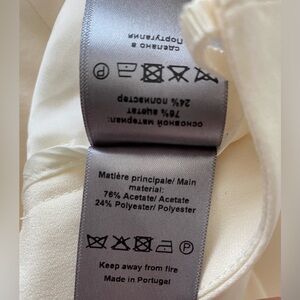 основной материал:
76% ацетат
24% полиэстер
сделано в
Португалия
Matière principale/ Main
material:
76% Acetate/ Acetate
24% Polyester/ Polyester
P
Keep away from fire
Made in Portugal